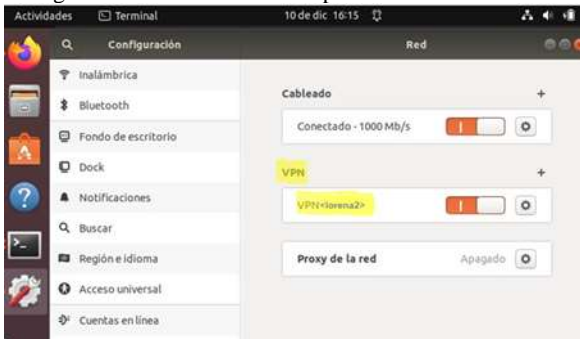 Actividades Terminal 10 de dic 16:15
Configuración Red
Inalámbrica
Bluetooth
Fondo de escritorio
Dock
Notificaciones
Buscar
Región e idioma
Acceso universal
Cuentas en línea
Cableado +
Conectado - 1000 Mb/s
VPN +
VPN<lorena2>
Proxy de la red Apagado